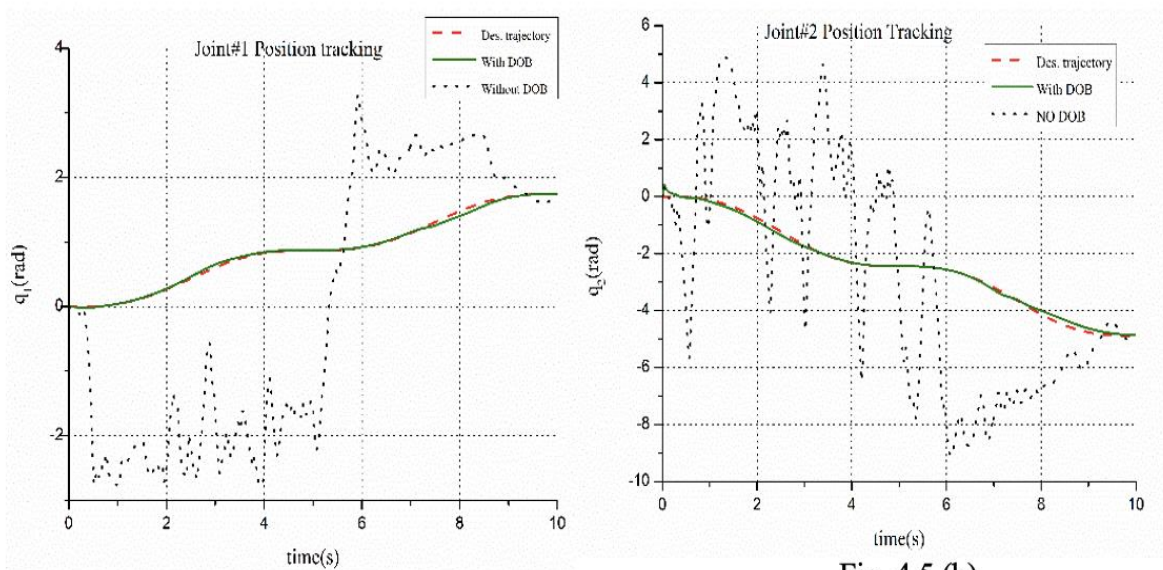 Joint#1 Position tracking
Des. trajectory
With DOB
Without DOB
4
2
0
-2
q1(rad)
0
2
4
6
8
10
time(s)
Joint#2 Position Tracking
Des. trajectory
With DOB
NO DOB
6
4
2
0
-2
-4
-6
-8
-10
q2(rad)
0
2
4
6
8
10
time(s)
Fig. 4.5 (b)